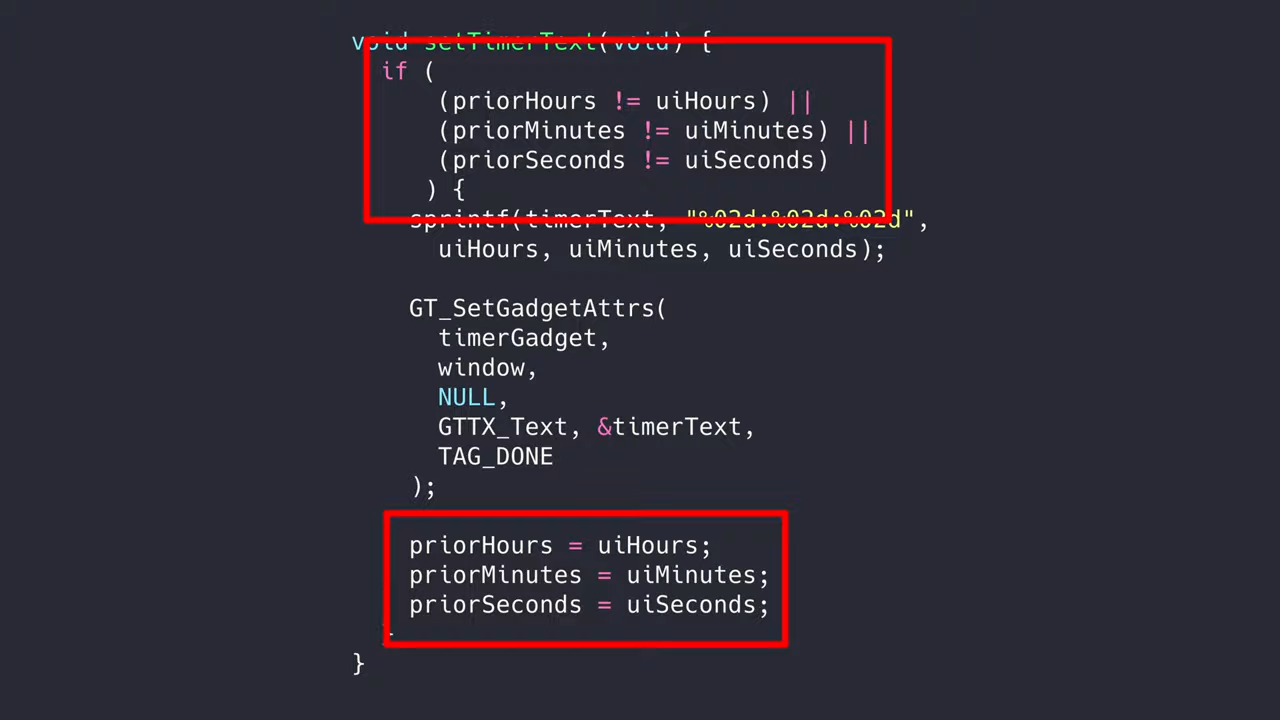 void setTimerText(void) {
if (
(priorHours != uiHours) ||
(priorMinutes != uiMinutes) ||
(priorSeconds != uiSeconds)
) {
sprintf(timerText, "%02d:%02d:%02d",
uiHours, uiMinutes, uiSeconds);
GT_SetGadgetAttrs(
timerGadget,
window,
NULL,
GTTX_Text, &timerText,
TAG_DONE
);
priorHours = uiHours;
priorMinutes = uiMinutes;
priorSeconds = uiSeconds;
}
}